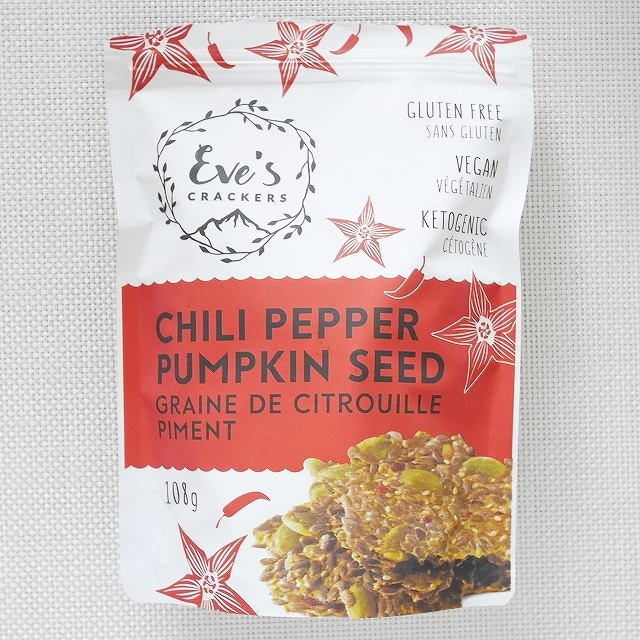 Eve's
CRACKERS
GLUTEN FREE
SANS GLUTEN
VEGAN
VÉGÉTALIEN
KETOGENIC
CÉTOGÈNE
CHILI PEPPER
PUMPKIN SEED
GRAINE DE CITROUILLE
PIMENT
108g